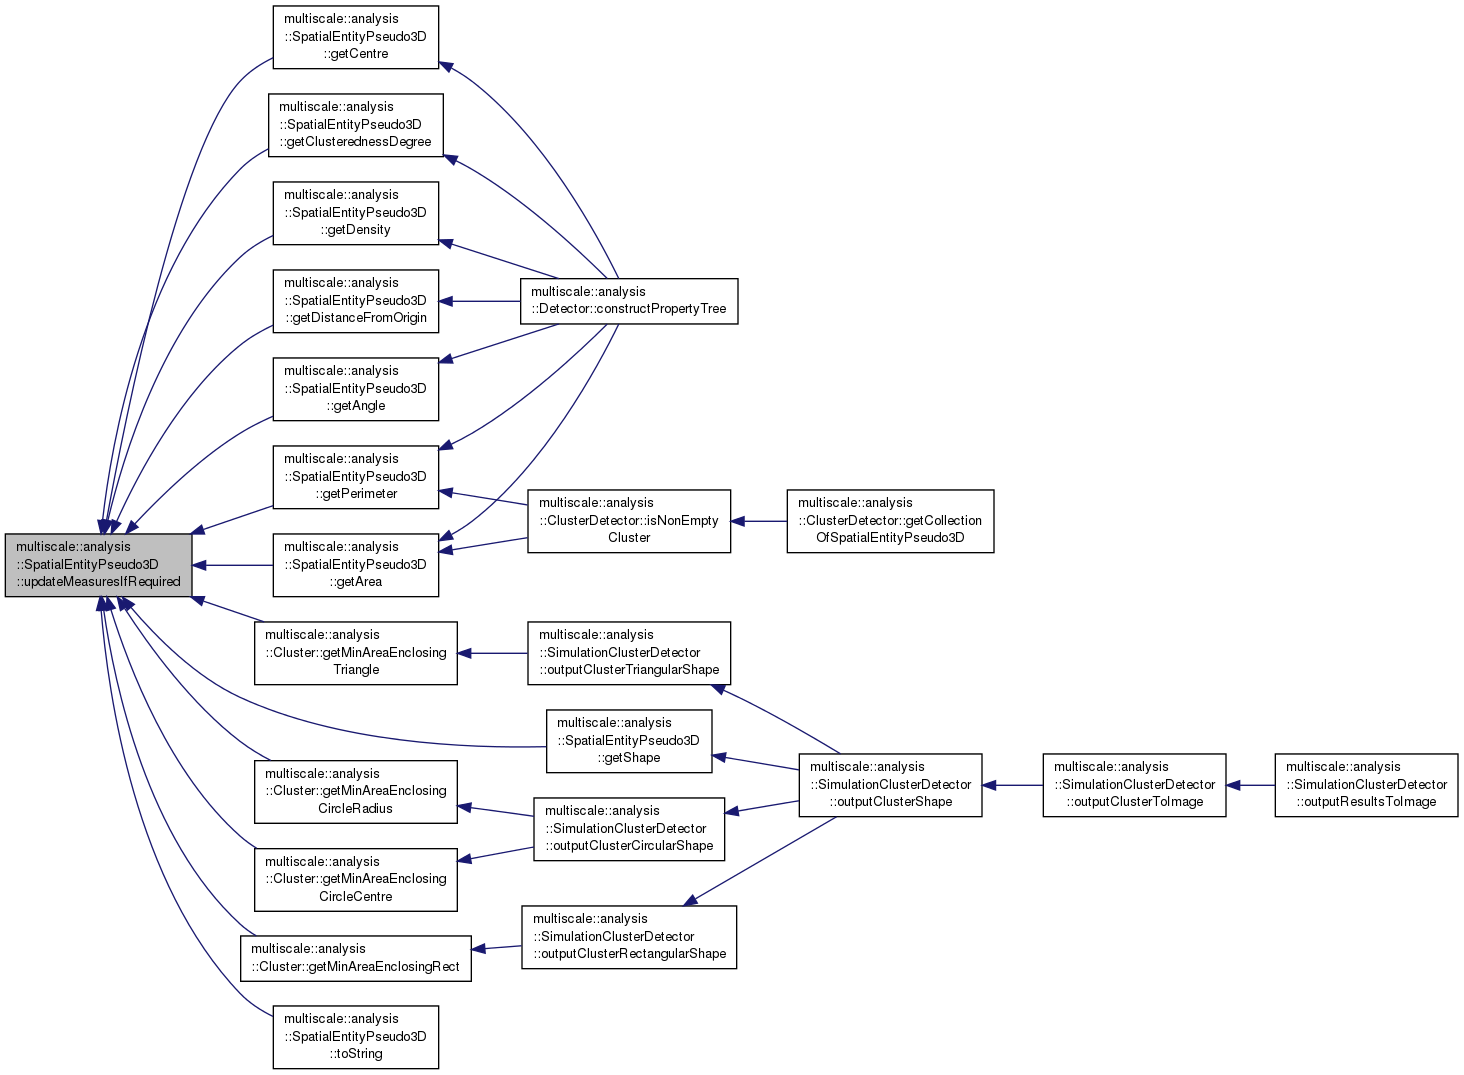 multiscale::analysis
::SpatialEntityPseudo3D
::getCentre
multiscale::analysis
::SpatialEntityPseudo3D
::getClusterednessDegree
multiscale::analysis
::SpatialEntityPseudo3D
::getDensity
multiscale::analysis
::SpatialEntityPseudo3D
::getDistanceFromOrigin
multiscale::analysis
::Detector::constructPropertyTree
multiscale::analysis
::SpatialEntityPseudo3D
::getAngle
multiscale::analysis
::SpatialEntityPseudo3D
::getPerimeter
multiscale::analysis
::ClusterDetector::isNonEmpty
Cluster
multiscale::analysis
::ClusterDetector::getCollection
OfSpatialEntityPseudo3D
multiscale::analysis
::SpatialEntityPseudo3D
::updateMeasuresIfRequired
multiscale::analysis
::SpatialEntityPseudo3D
::getArea
multiscale::analysis
::Cluster::getMinAreaEnclosing
Triangle
multiscale::analysis
::SimulationClusterDetector
::outputClusterTriangularShape
multiscale::analysis
::SpatialEntityPseudo3D
::getShape
multiscale::analysis
::Cluster::getMinAreaEnclosing
CircleRadius
multiscale::analysis
::SimulationClusterDetector
::outputClusterCircularShape
multiscale::analysis
::SimulationClusterDetector
::outputClusterShape
multiscale::analysis
::SimulationClusterDetector
::outputClusterToImage
multiscale::analysis
::SimulationClusterDetector
::outputResultsToImage
multiscale::analysis
::Cluster::getMinAreaEnclosing
CircleCentre
multiscale::analysis
::Cluster::getMinAreaEnclosingRect
multiscale::analysis
::SimulationClusterDetector
::outputClusterRectangularShape
multiscale::analysis
::SpatialEntityPseudo3D
::toString